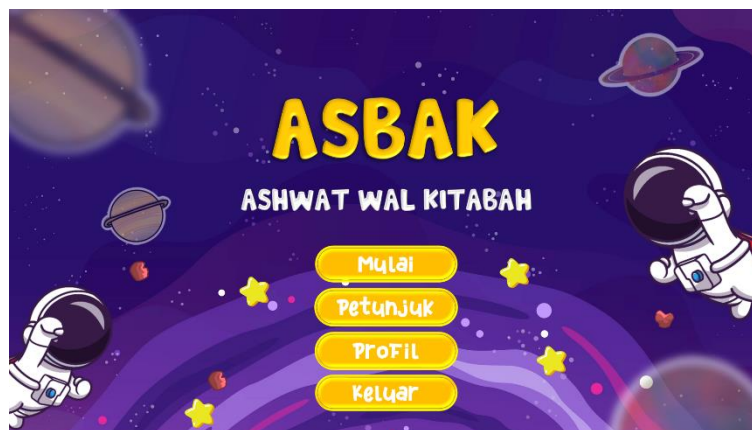 ASBAK
ASHWAT WAL KITABAH
Mulai
Petunjuk
Profil
Keluar